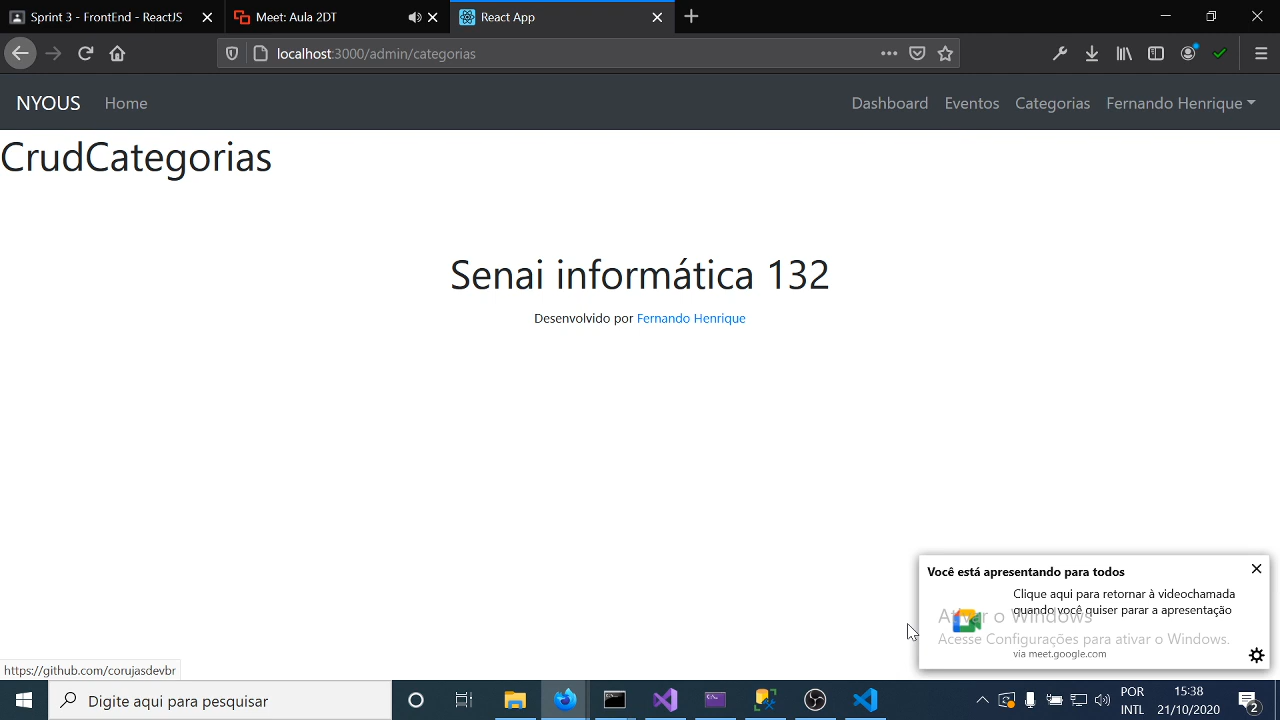 Sprint 3 - FrontEnd - ReactJS
Meet: Aula 2DT
React App
localhost:3000/admin/categorias
NYOUS
Home
Dashboard
Eventos
Categorias
Fernando Henrique
CrudCategorias
Senai informática 132
Desenvolvido por Fernando Henrique
Você está apresentando para todos
Clique aqui para retornar à videochamada
quando você quiser parar a apresentação
Ativar o Windows
Acesse Configurações para ativar o Windows.
via meet.google.com
https://github.com/corujasdevbr
Digite aqui para pesquisar
POR
INTL
15:38
21/10/2020
2